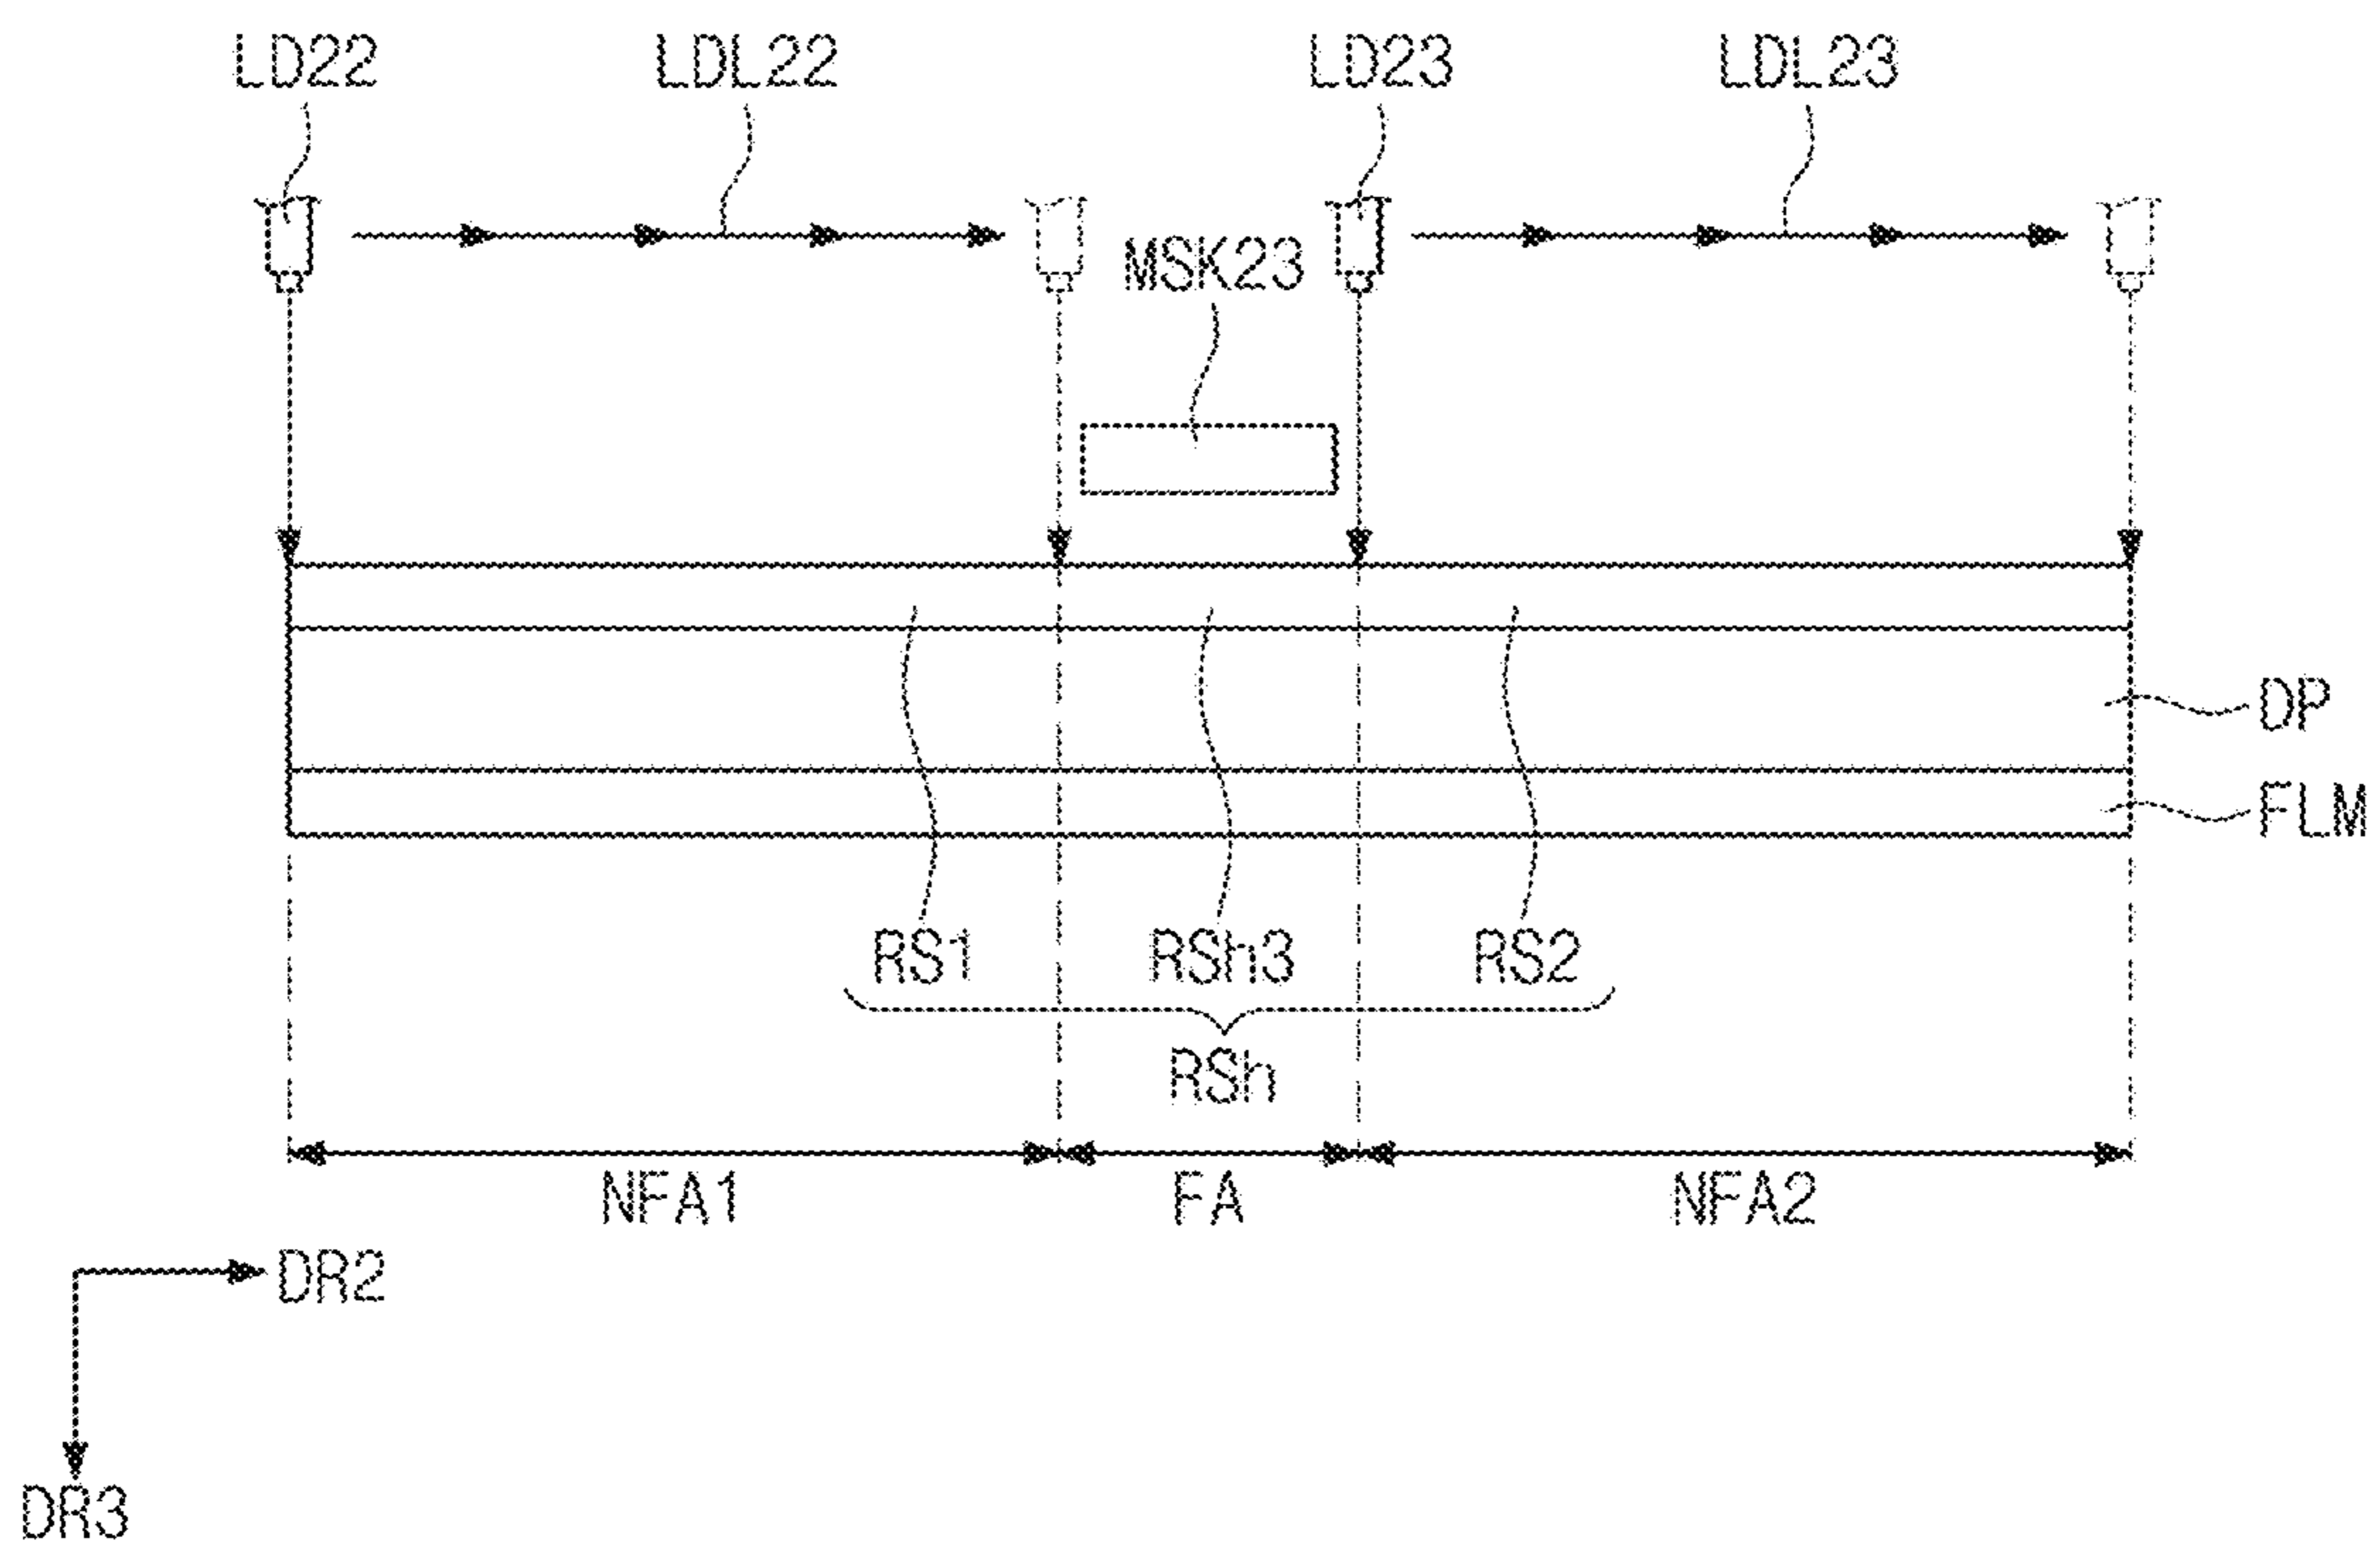 LD22 LDL22 LD23 LDL23
MSK23
DP
FLM
RS1 RSh3 RS2
RSh
NFA1 FA NFA2
DR2
DR3